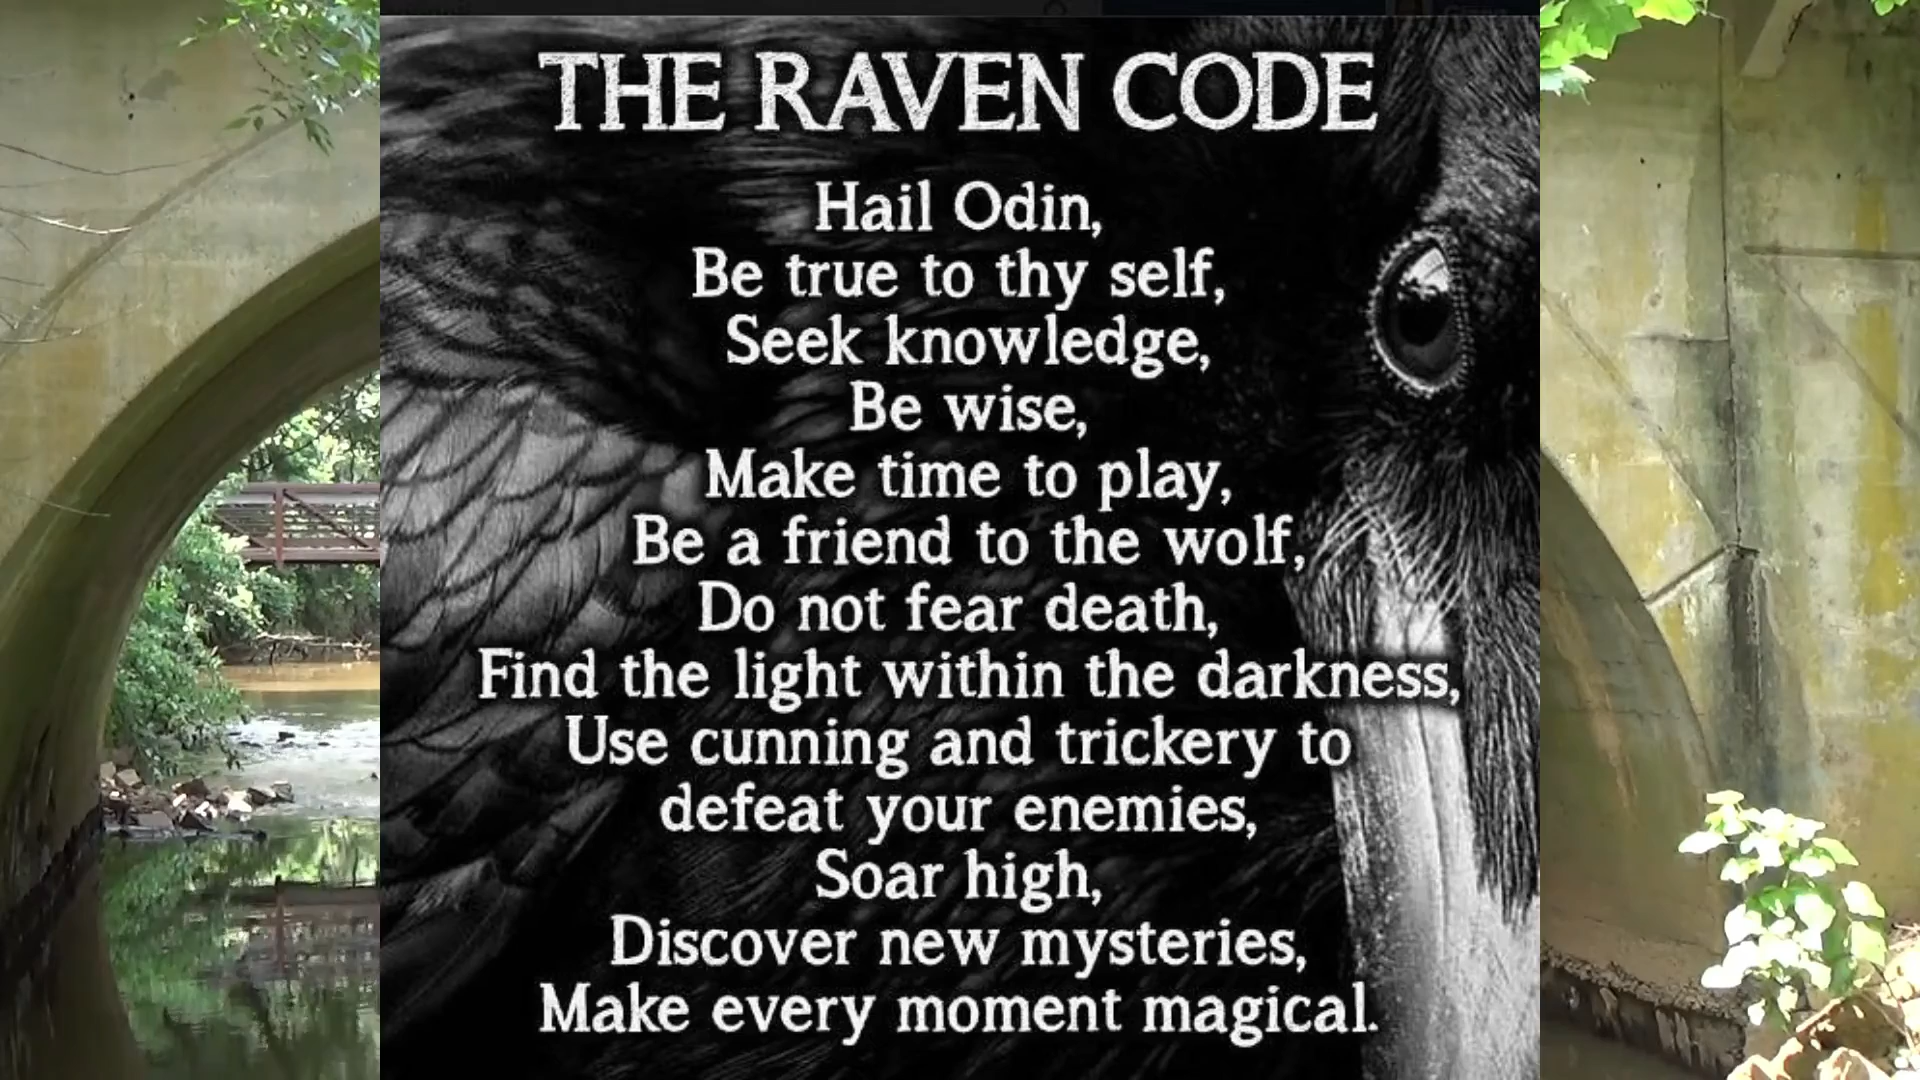 THE RAVEN CODE
Hail Odin,
Be true to thy self,
Seek knowledge,
Be wise,
Make time to play,
Be a friend to the wolf,
Do not fear death,
Find the light within the darkness,
Use cunning and trickery to
defeat your enemies,
Soar high,
Discover new mysteries,
Make every moment magical.